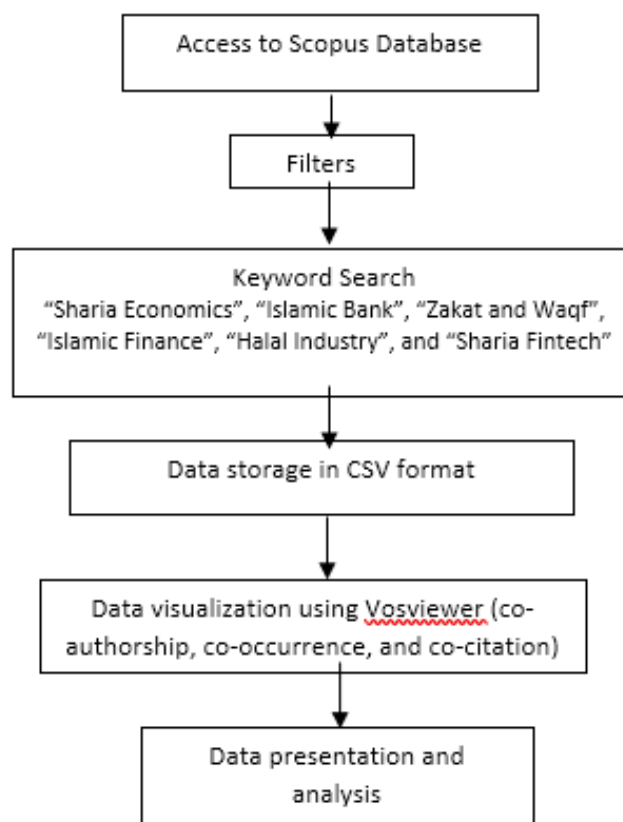 Access to Scopus Database
Filters
Keyword Search
“Sharia Economics”, “Islamic Bank”, “Zakat and Waqf”,
“Islamic Finance”, “Halal Industry”, and “Sharia Fintech”
Data storage in CSV format
Data visualization using Vosviewer (co-
authorship, co-occurrence, and co-citation)
Data presentation and
analysis